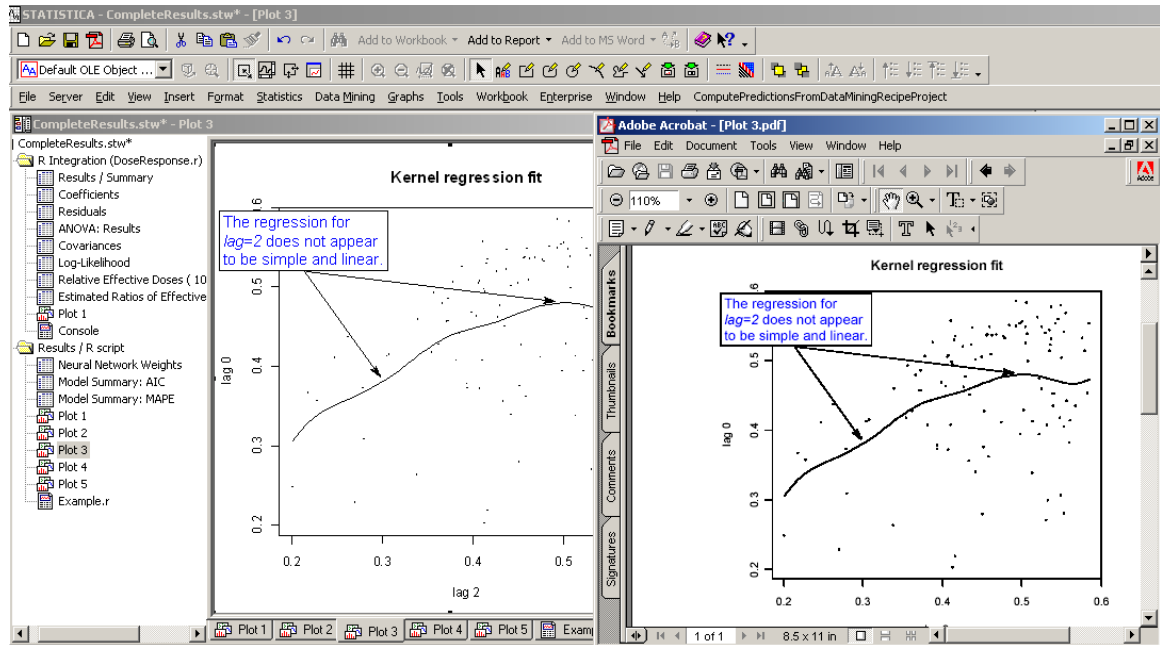 STATISTICA - CompleteResults.stw* - [Plot 3]
Add to Workbook Add to Report Add to MS Word
Default OLE Object ...
File Server Edit View Insert Format Statistics Data Mining Graphs Tools Workbook Enterprise Window Help ComputePredictionsFromDataMiningRecipeProject
CompleteResults.stw* - Plot 3
CompleteResults.stw*
R Integration (DoseResponse.r)
Results / Summary
Coefficients
Residuals
ANOVA: Results
Covariances
Log-Likelihood
Relative Effective Doses ( 10
Estimated Ratios of Effective
Plot 1
Console
Results / R script
Neural Network Weights
Model Summary: AIC
Model Summary: MAPE
Plot 1
Plot 2
Plot 3
Plot 4
Plot 5
Example.r
Kernel regression fit
The regression for
lag=2 does not appear
to be simple and linear.
0.6
0.5
0.4
0.3
0.2
lag 0
0.2 0.3 0.4 0.5
lag 2
Plot 1 Plot 2 Plot 3 Plot 4 Plot 5 Exam
Adobe Acrobat - [Plot 3.pdf]
File Edit Document Tools View Window Help
Adobe
110%
Bookmarks
Thumbnails
Comments
Signatures
Kernel regression fit
The regression for
lag=2 does not appear
to be simple and linear.
0.6
0.5
0.4
0.3
0.2
lag 0
0.2 0.3 0.4 0.5 0.6
1 of 1 8.5 x 11 in